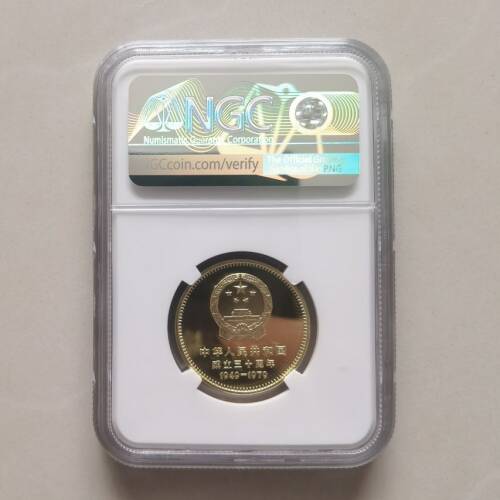 NGC
Numismatic Guaranty Corporation
NGCcoin.com/verify
The Official Grading
PNG
中华人民共和国
成立三十周年
1949-1979